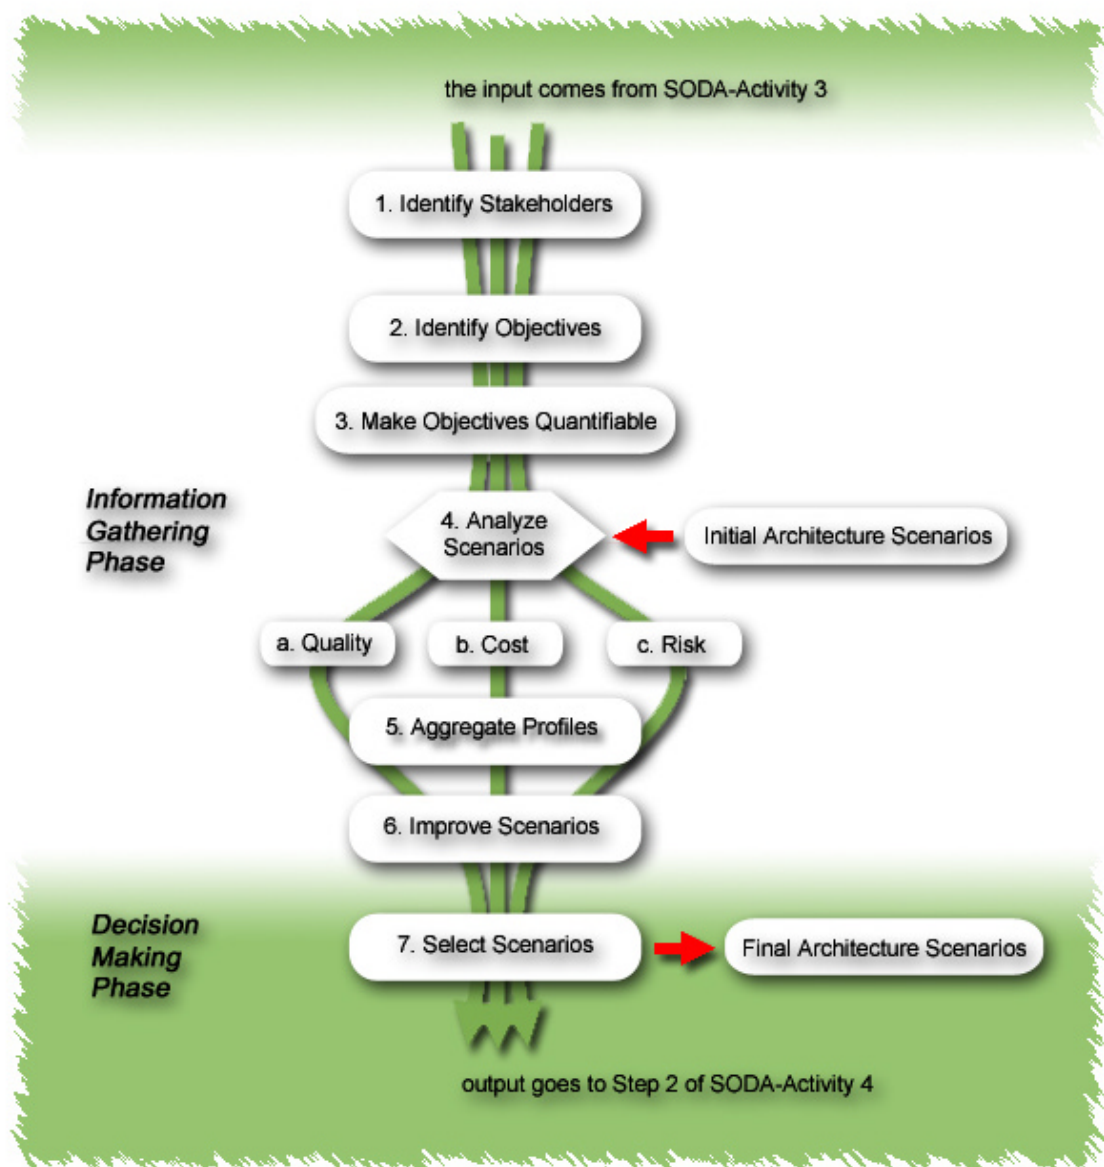 the input comes from SODA-Activity 3
1. Identify Stakeholders
2. Identify Objectives
3. Make Objectives Quantifiable
Information
Gathering
Phase
4. Analyze
Scenarios
Initial Architecture Scenarios
a. Quality
b. Cost
c. Risk
5. Aggregate Profiles
6. Improve Scenarios
Decision
Making
Phase
7. Select Scenarios
Final Architecture Scenarios
output goes to Step 2 of SODA-Activity 4